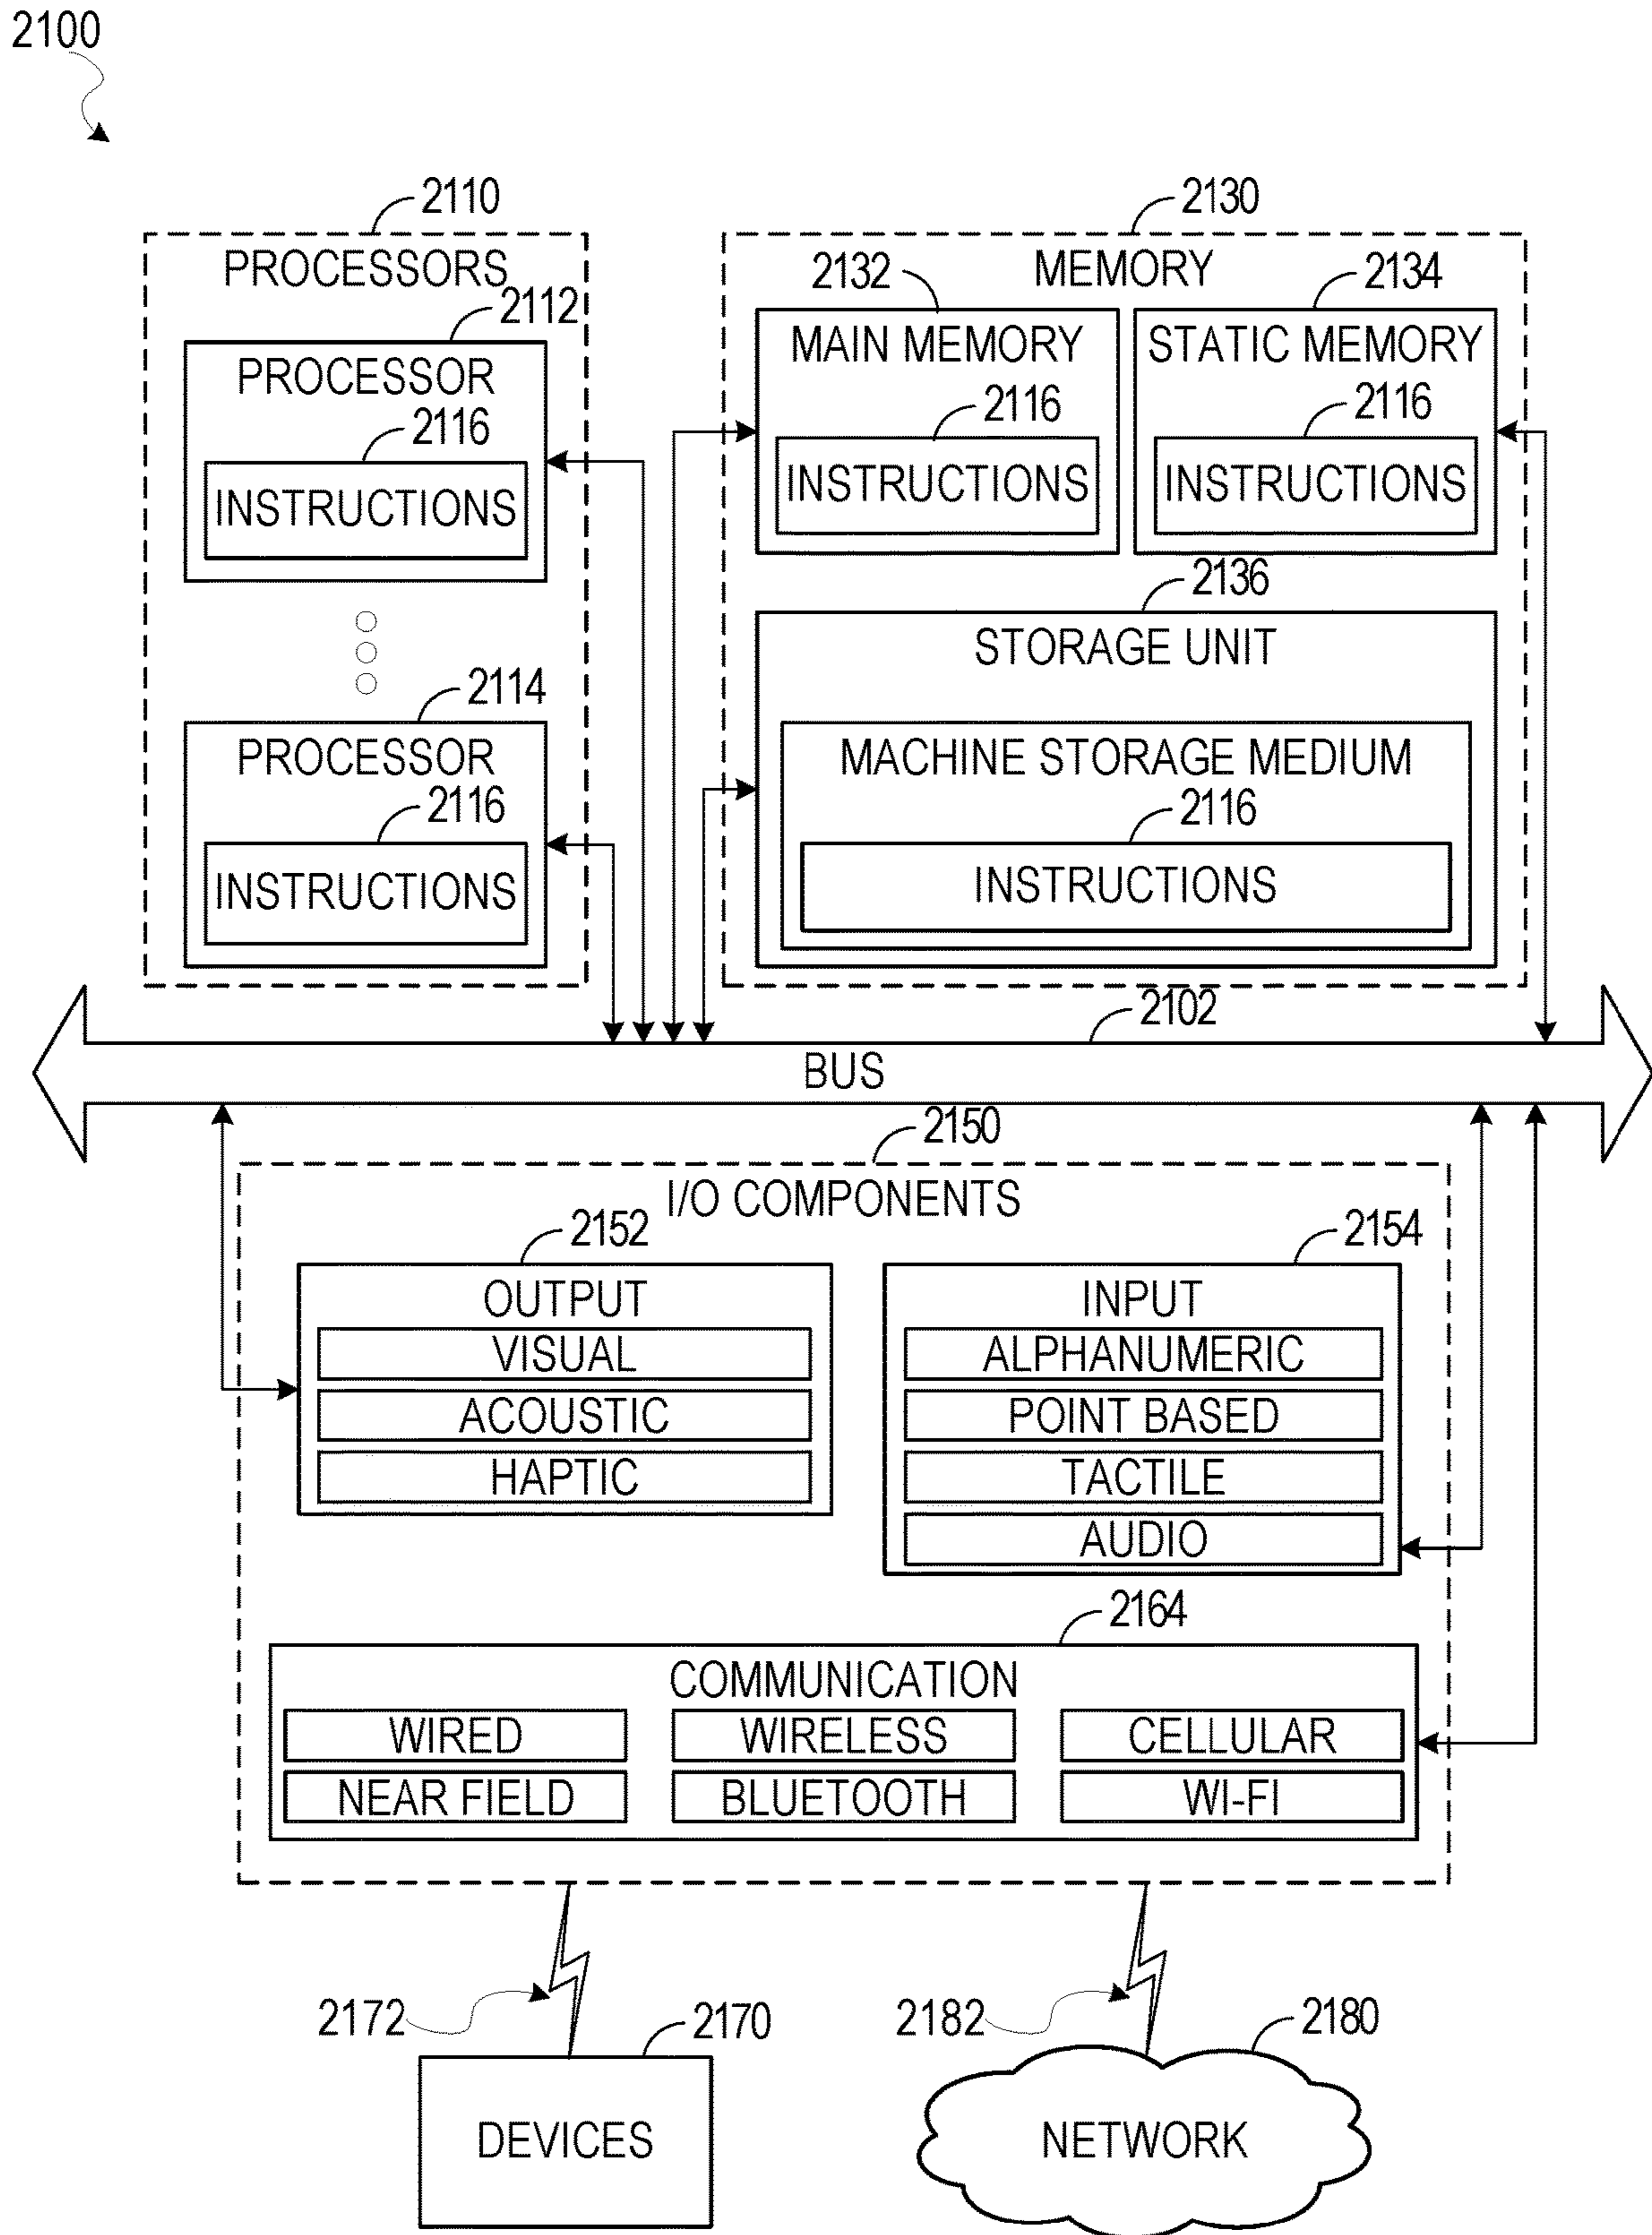 2100
2110
PROCESSORS
2112
PROCESSOR
2116
INSTRUCTIONS
2114
PROCESSOR
2116
INSTRUCTIONS
2130
MEMORY
2132
MAIN MEMORY
2116
INSTRUCTIONS
2134
STATIC MEMORY
2116
INSTRUCTIONS
2136
STORAGE UNIT
MACHINE STORAGE MEDIUM
2116
INSTRUCTIONS
2102
BUS
2150
I/O COMPONENTS
2152
OUTPUT
VISUAL
ACOUSTIC
HAPTIC
2154
INPUT
ALPHANUMERIC
POINT BASED
TACTILE
AUDIO
2164
COMMUNICATION
WIRED
WIRELESS
CELLULAR
NEAR FIELD
BLUETOOTH
WI-FI
2172
2170
DEVICES
2182
2180
NETWORK